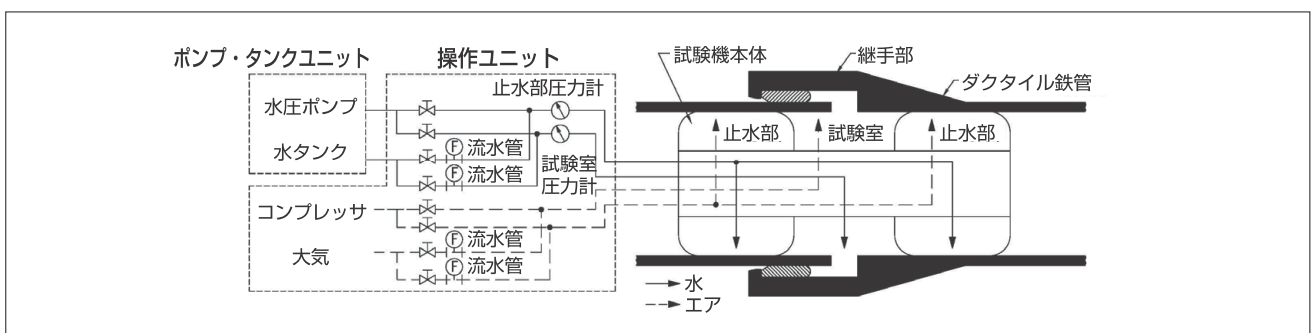 ポンプ・タンクユニット
操作ユニット
水圧ポンプ
水タンク
コンプレッサ
大気
止水部圧力計
F 流水管
F 流水管
試験室
圧力計
F 流水管
F 流水管
試験機本体
継手部
ダクタイル鉄管
止水部
試験室
止水部
水
エア